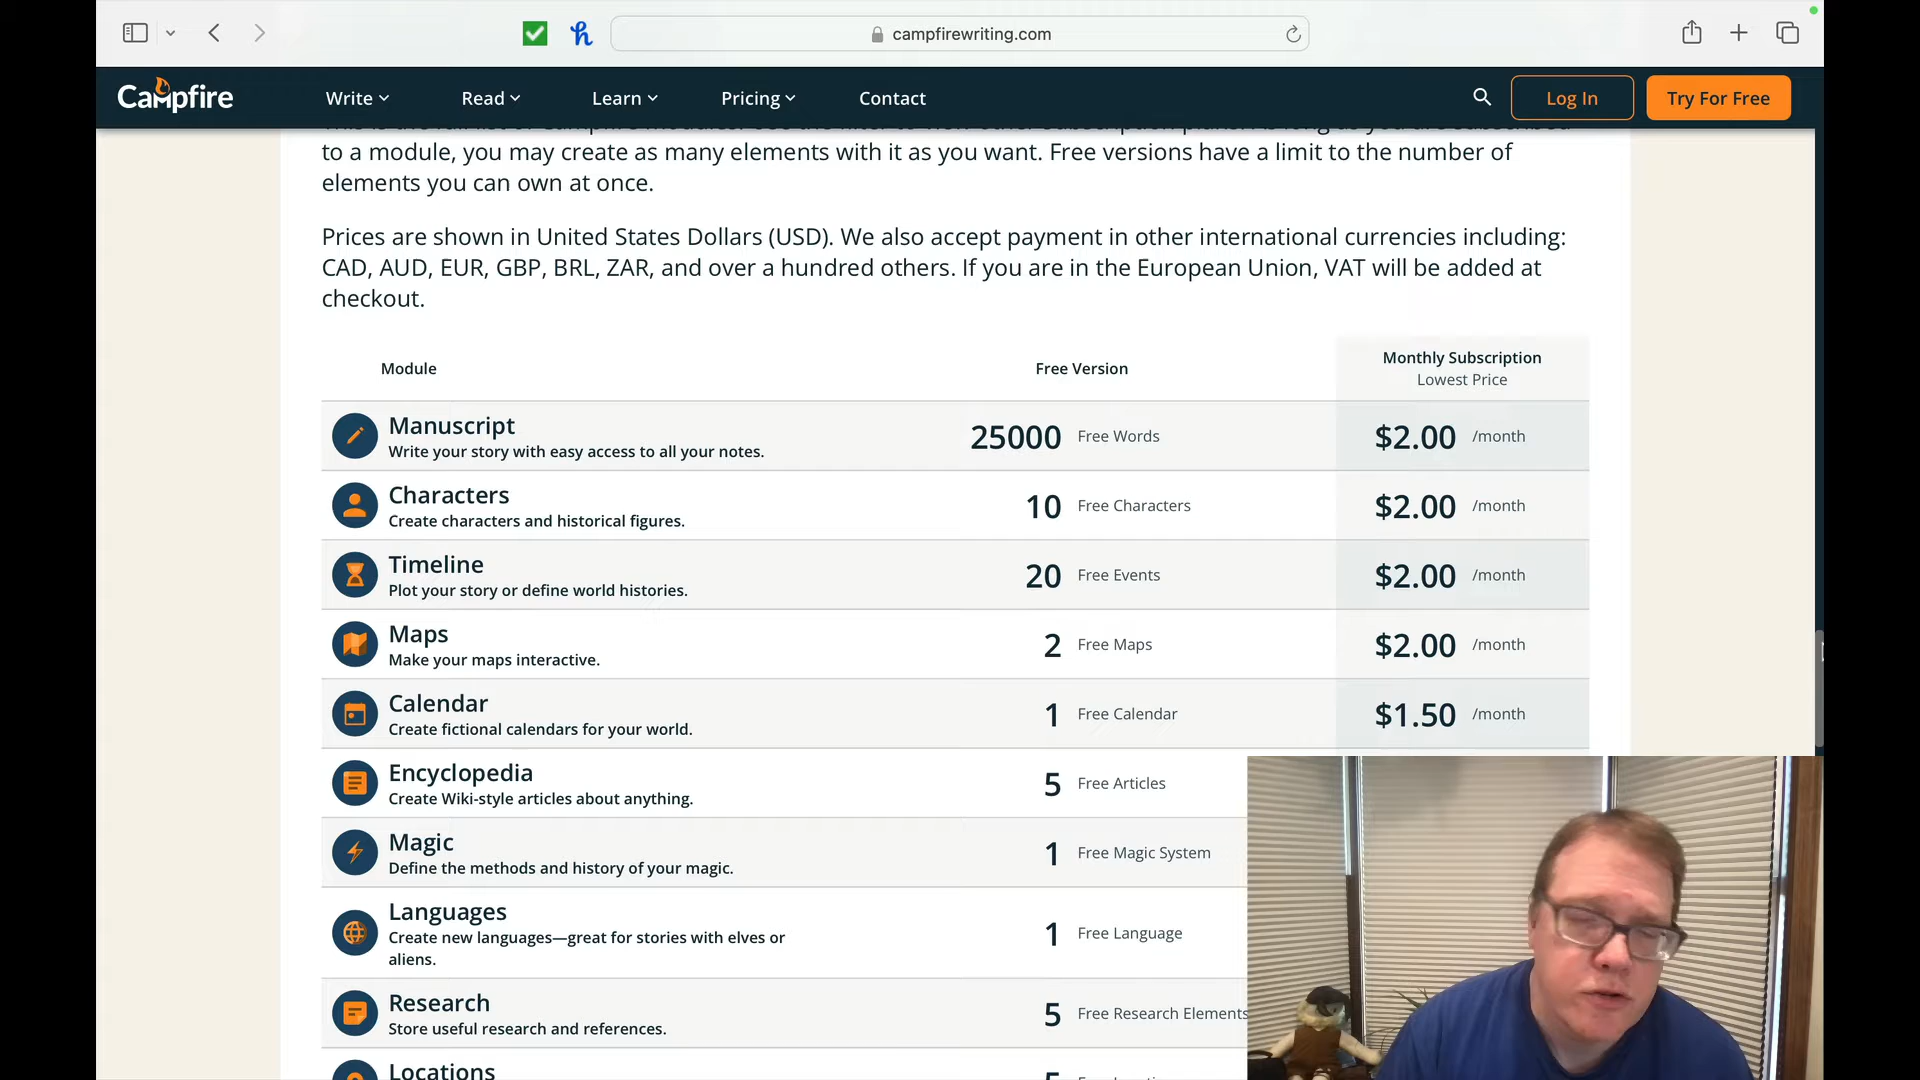 campfirewriting.com
Campfire
Write
Read
Learn
Pricing
Contact
Log In
Try For Free
to a module, you may create as many elements with it as you want. Free versions have a limit to the number of
elements you can own at once.
Prices are shown in United States Dollars (USD). We also accept payment in other international currencies including:
CAD, AUD, EUR, GBP, BRL, ZAR, and over a hundred others. If you are in the European Union, VAT will be added at
checkout.
Module
Free Version
Monthly Subscription
Lowest Price
Manuscript
Write your story with easy access to all your notes.
25000 Free Words
$2.00 /month
Characters
Create characters and historical figures.
10 Free Characters
$2.00 /month
Timeline
Plot your story or define world histories.
20 Free Events
$2.00 /month
Maps
Make your maps interactive.
2 Free Maps
$2.00 /month
Calendar
Create fictional calendars for your world.
1 Free Calendar
$1.50 /month
Encyclopedia
Create Wiki-style articles about anything.
5 Free Articles
Magic
Define the methods and history of your magic.
1 Free Magic System
Languages
Create new languages—great for stories with elves or
aliens.
1 Free Language
Research
Store useful research and references.
5 Free Research Elements
Locations